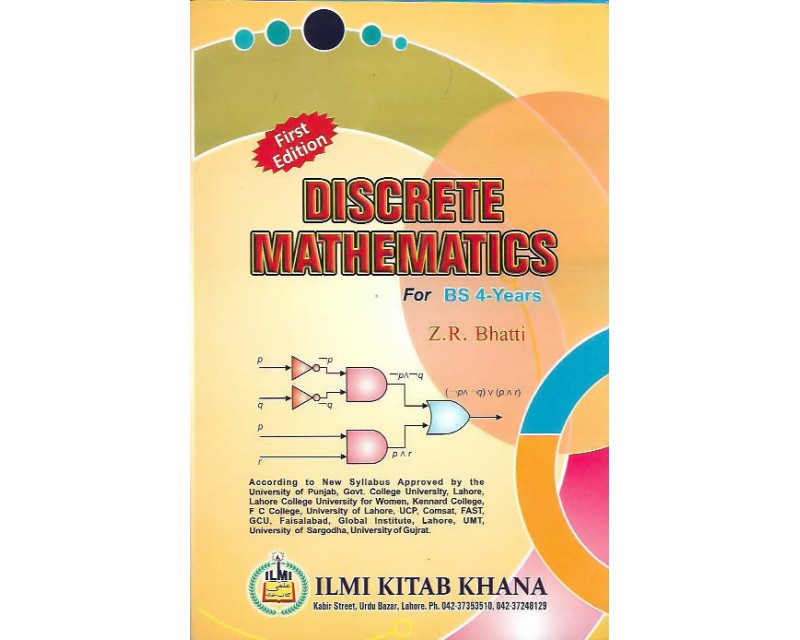 First
Edition
DISCRETE
MATHEMATICS
For BS 4-Years
Z.R. Bhatti
p
¬p
q
¬q
¬p∧¬q
(¬p∧¬q) ∨ (p ∧ r)
p
r
p ∧ r
According to New Syllabus Approved by the
University of Punjab, Govt. College University, Lahore,
Lahore College University for Women, Kennard College,
F C College, University of Lahore, UCP, Comsat, FAST,
GCU, Faisalabad, Global Institute, Lahore, UMT,
University of Sargodha, University of Gujrat.
ILMI
علمی
کتاب خانہ
ILMI KITAB KHANA
Kabir Street, Urdu Bazar, Lahore. Ph. 042-37353510, 042-37248129